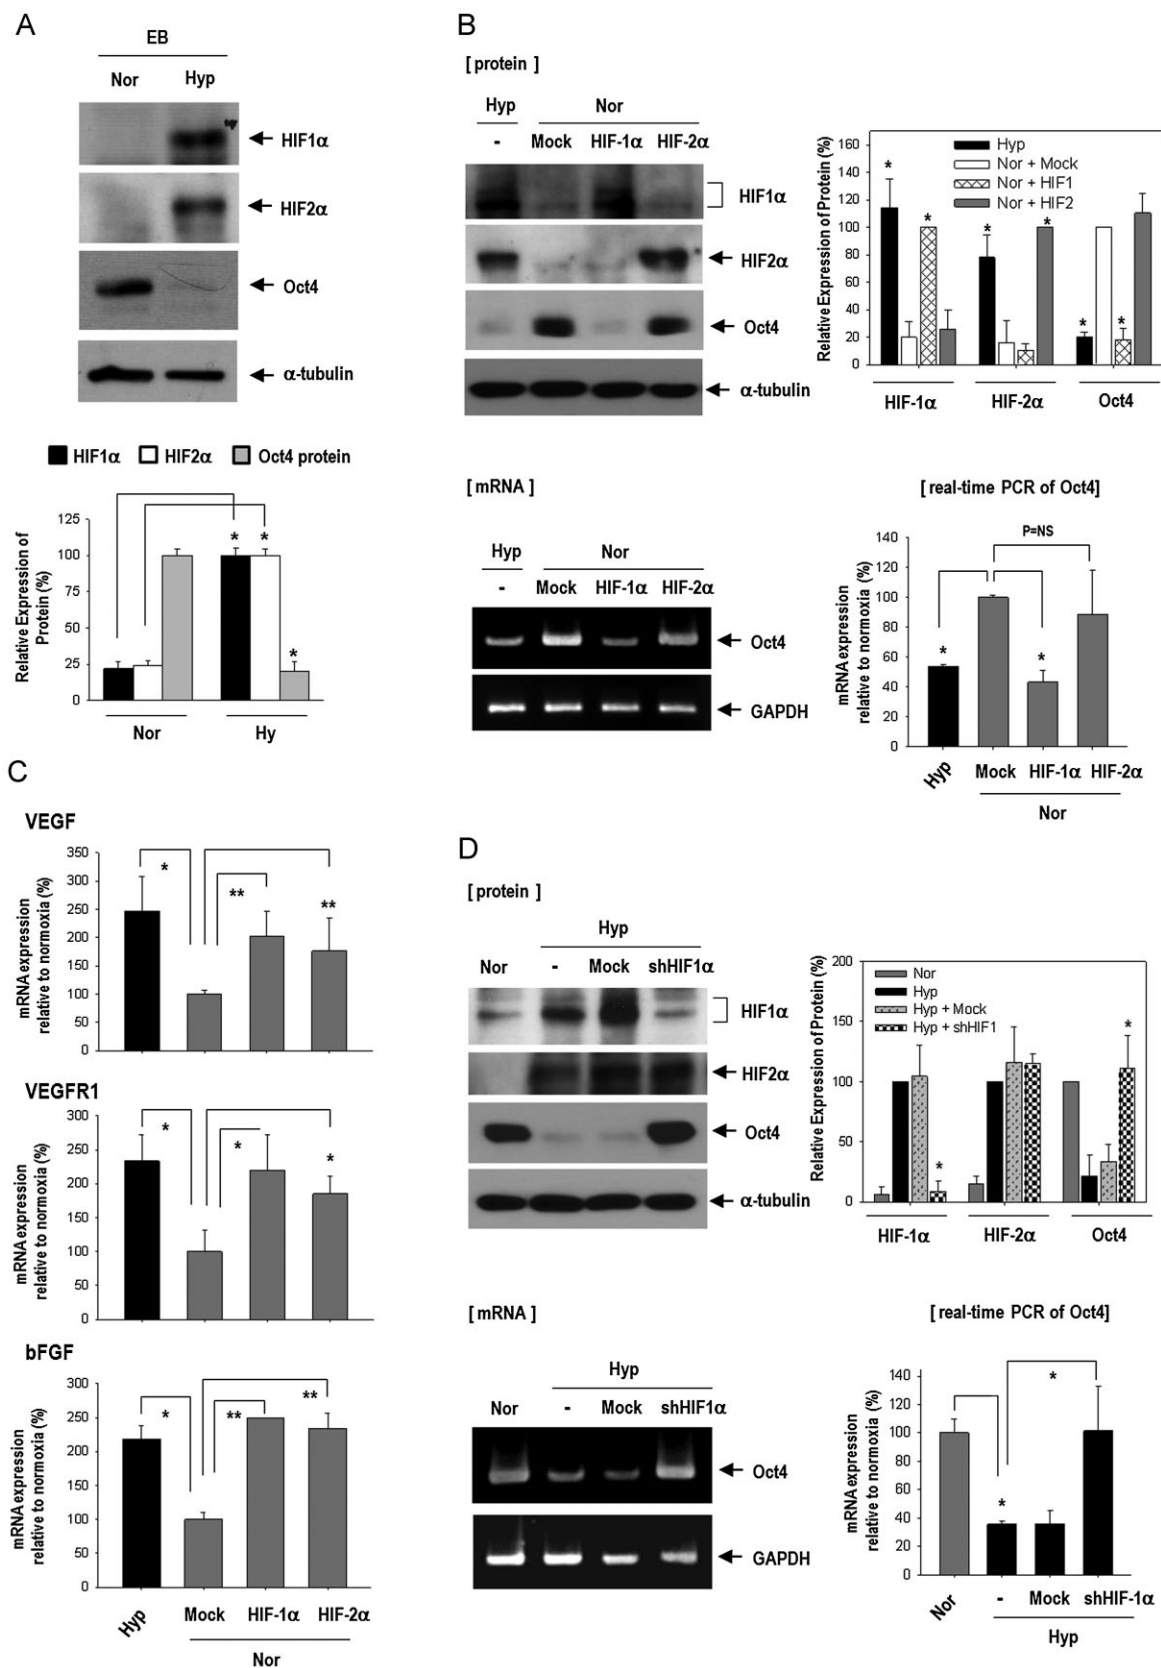 A
EB
Nor Hyp
HIF1α
HIF2α
Oct4
α-tubulin
HIF1α HIF2α Oct4 protein
Relative Expression of
Protein (%)
125
100
75
50
25
0
* * *
Nor Hy
B
[ protein ]
Hyp Nor
- Mock HIF-1α HIF-2α
HIF1α
HIF2α
Oct4
α-tubulin
Relative Expression of Protein (%)
160
140
120
100
80
60
40
20
0
Hyp
Nor + Mock
Nor + HIF1
Nor + HIF2
* * * * * *
HIF-1α HIF-2α Oct4
[ mRNA ]
Hyp Nor
- Mock HIF-1α HIF-2α
Oct4
GAPDH
[ real-time PCR of Oct4]
mRNA expression
relative to normoxia (%)
140
120
100
80
60
40
20
0
P=NS
* *
Hyp Mock HIF-1α HIF-2α
Nor
C
VEGF
mRNA expression
relative to normoxia (%)
350
300
250
200
150
100
50
0
* ** **
VEGFR1
mRNA expression
relative to normoxia (%)
300
250
200
150
100
50
0
* * *
bFGF
mRNA expression
relative to normoxia (%)
300
250
200
150
100
50
0
* ** **
Hyp Mock HIF-1α HIF-2α
Nor
D
[ protein ]
Hyp
Nor - Mock shHIF1α
HIF1α
HIF2α
Oct4
α-tubulin
Relative Expression of Protein (%)
200
150
100
50
0
Nor
Hyp
Hyp + Mock
Hyp + shHIF1
* *
HIF-1α HIF-2α Oct4
[ mRNA ]
Hyp
Nor - Mock shHIF1α
Oct4
GAPDH
[ real-time PCR of Oct4]
mRNA expression
relative to normoxia (%)
140
120
100
80
60
40
20
0
* *
Nor - Mock shHIF-1α
Hyp